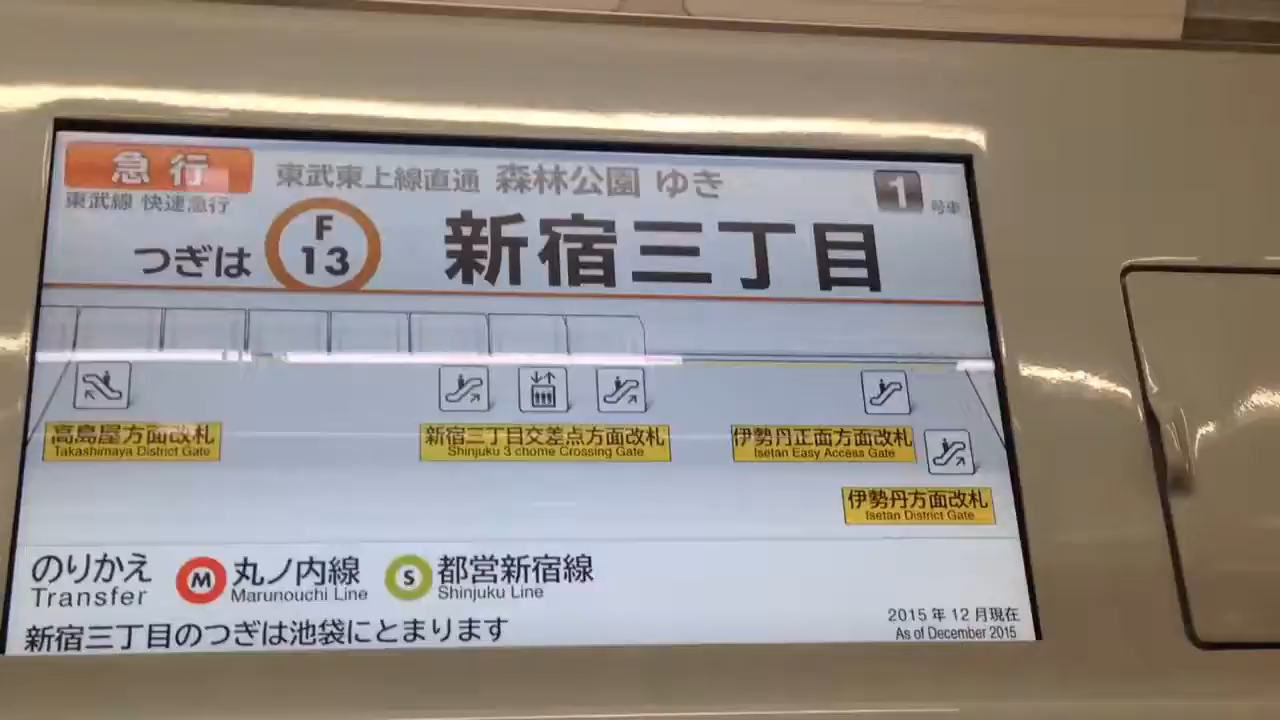 急行
東武東上線直通 森林公園 ゆき
1 号車
東武線 快速急行
つぎは F 13 新宿三丁目
高島屋方面改札
Takashimaya District Gate
新宿三丁目交差点方面改札
Shinjuku 3 chome Crossing Gate
伊勢丹正面方面改札
Isetan Easy Access Gate
伊勢丹方面改札
Isetan District Gate
のりかえ
Transfer
M 丸ノ内線
Marunouchi Line
S 都営新宿線
Shinjuku Line
2015年12月現在
As of December 2015
新宿三丁目のつぎは池袋にとまります